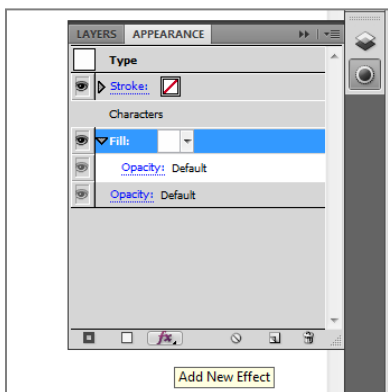 LAYERS APPEARANCE
Type
Stroke:
Characters
Fill:
Opacity: Default
Opacity: Default
fx
Add New Effect